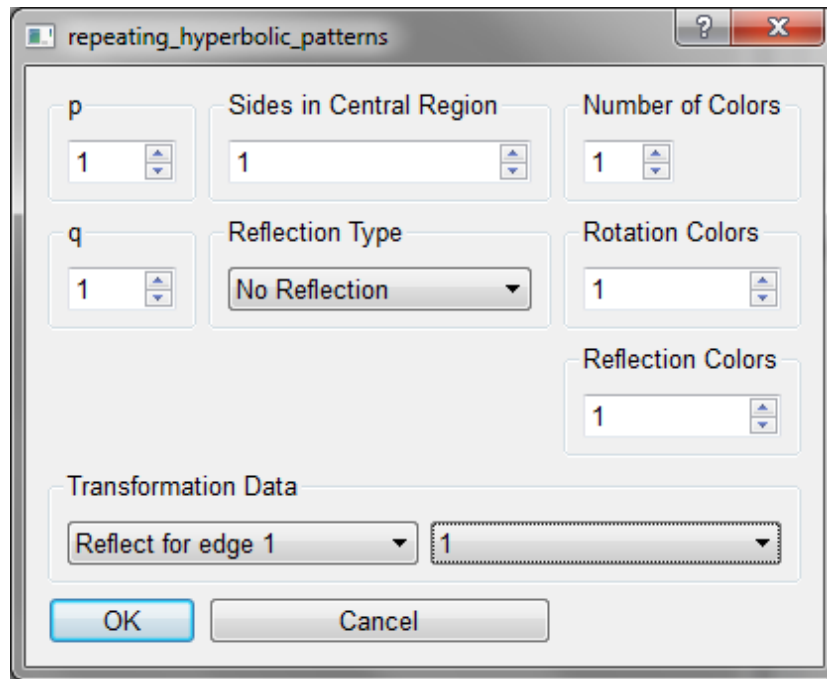 repeating_hyperbolic_patterns
?
X
p
Sides in Central Region
Number of Colors
1
1
1
q
Reflection Type
Rotation Colors
1
No Reflection
1
Reflection Colors
1
Transformation Data
Reflect for edge 1
1
OK
Cancel